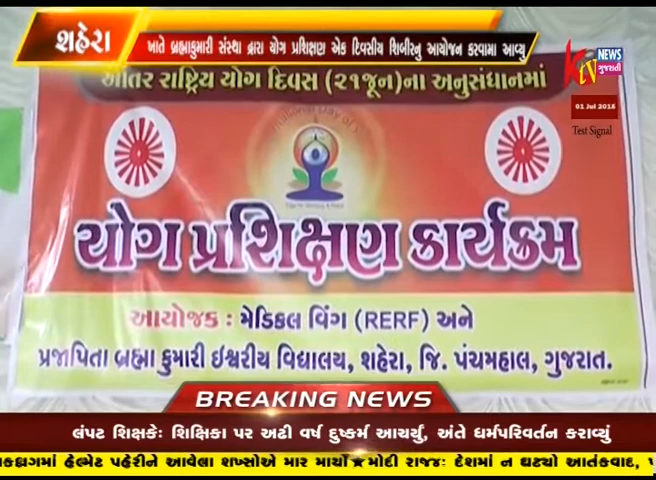 શહેરા
ખાતે બ્રહ્માકુમારી સંસ્થા દ્રારા યોગ પ્રશિક્ષણ એક દિવસીય શિબીરનુ આયોજન કરવામા આવ્યુ
KTV NEWS
ગુજરાતી
01 Jul 2018
Test Signal
આંતર રાષ્ટ્રિય યોગ દિવસ (૨૧જૂન)ના અનુસંધાનમાં
યોગ પ્રશિક્ષણ કાર્યક્રમ
આયોજક : મેડિકલ વિંગ (RERF) અને
પ્રજાપિતા બ્રહ્મા કુમારી ઈશ્વરીય વિદ્યાલય, શહેરા, જિ. પંચમહાલ, ગુજરાત.
BREAKING NEWS
લંપટ શિક્ષકેઃ શિક્ષિકા પર અઢી વર્ષ દુષ્કર્મ આચર્યું, અંતે ધર્મપરિવર્તન કરાવ્યું
હેલ્મેટ પહેરીને આવેલા શખ્સોએ માર માર્યો★મોદી રાજ૪ઃ દેશમાં ન ઘટ્યો આતંકવાદ,